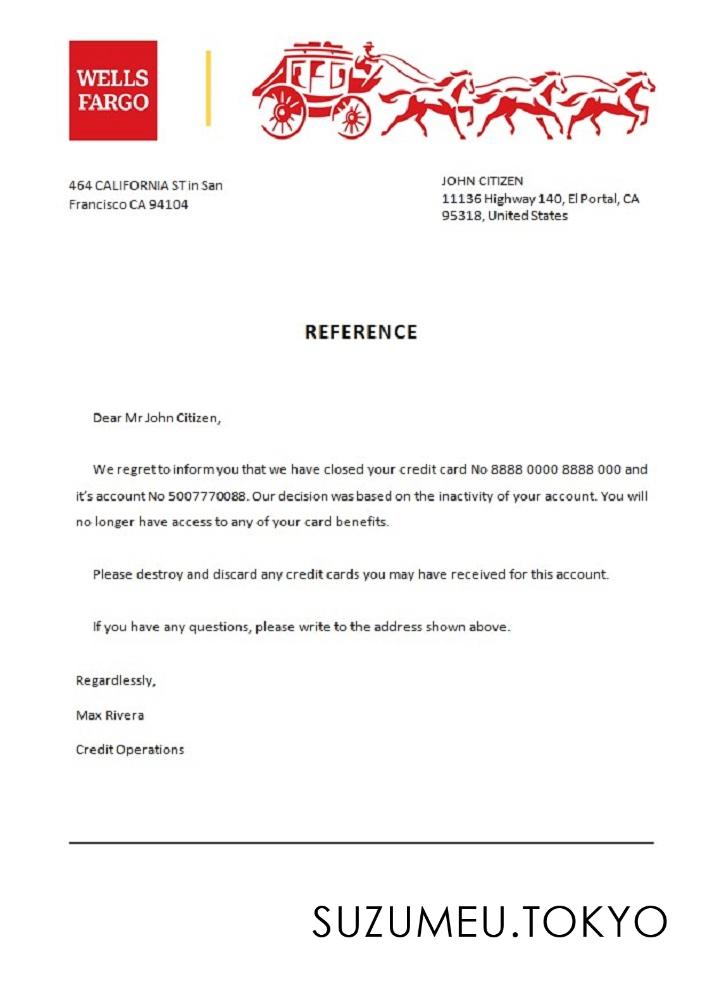 WELLS
FARGO
464 CALIFORNIA ST in San
Francisco CA 94104
JOHN CITIZEN
11136 Highway 140, El Portal, CA
95318, United States
REFERENCE
Dear Mr John Citizen,
We regret to inform you that we have closed your credit card No 8888 0000 8888 000 and
it's account No 5007770088. Our decision was based on the inactivity of your account. You will
no longer have access to any of your card benefits.
Please destroy and discard any credit cards you may have received for this account.
If you have any questions, please write to the address shown above.
Regardlessly,
Max Rivera
Credit Operations
SUZUMEU.TOKYO